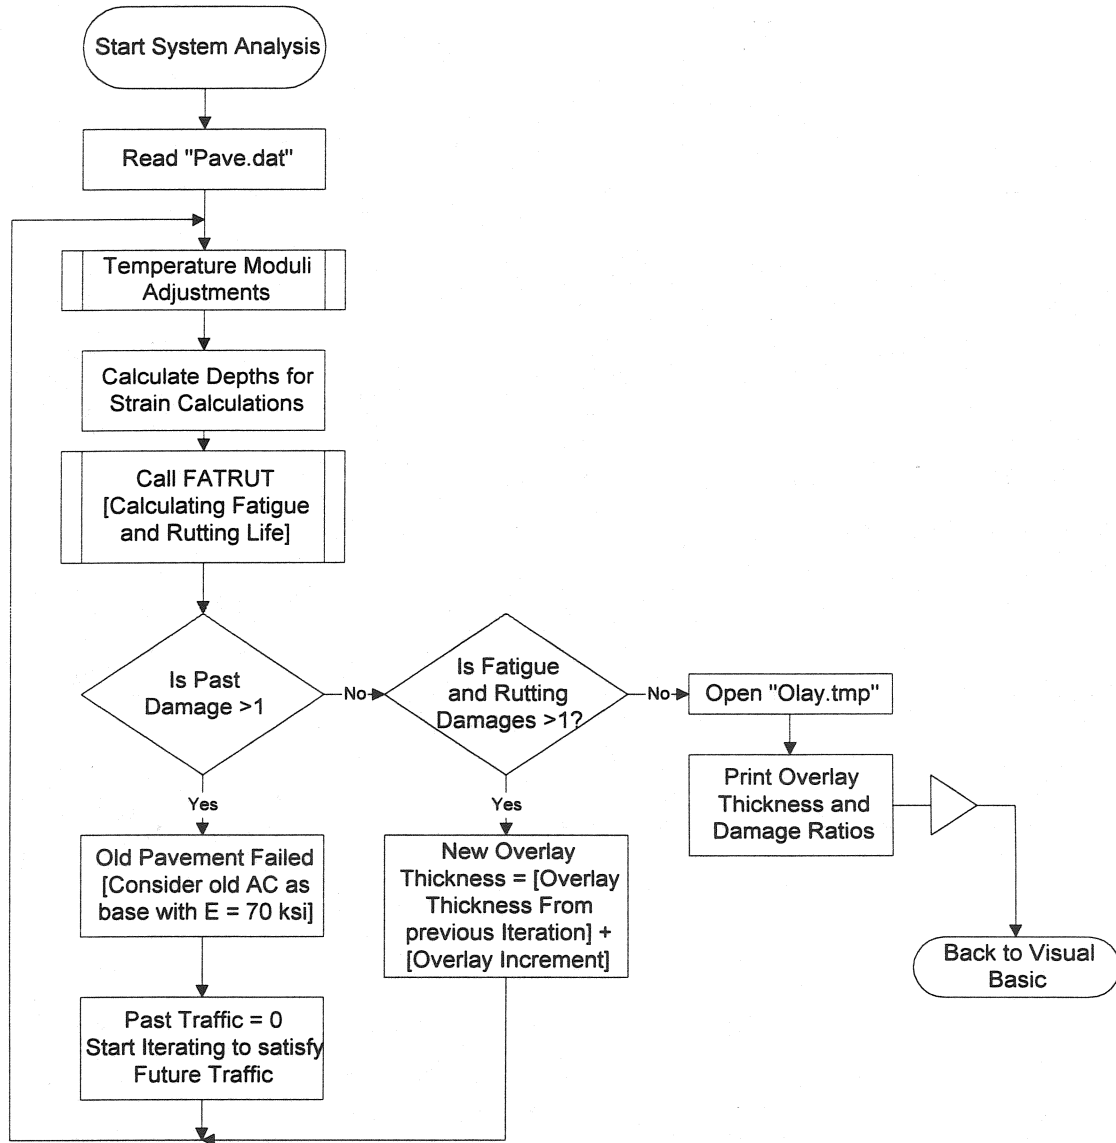 Start System Analysis
Read "Pave.dat"
Temperature Moduli
Adjustments
Calculate Depths for
Strain Calculations
Call FATRUT
[Calculating Fatigue
and Rutting Life]
Is Past
Damage >1
No
Is Fatigue
and Rutting
Damages >1?
No
Open "Olay.tmp"
Print Overlay
Thickness and
Damage Ratios
Back to Visual
Basic
Yes
Old Pavement Failed
[Consider old AC as
base with E = 70 ksi]
Past Traffic = 0
Start Iterating to satisfy
Future Traffic
Yes
New Overlay
Thickness = [Overlay
Thickness From
previous Iteration] +
[Overlay Increment]